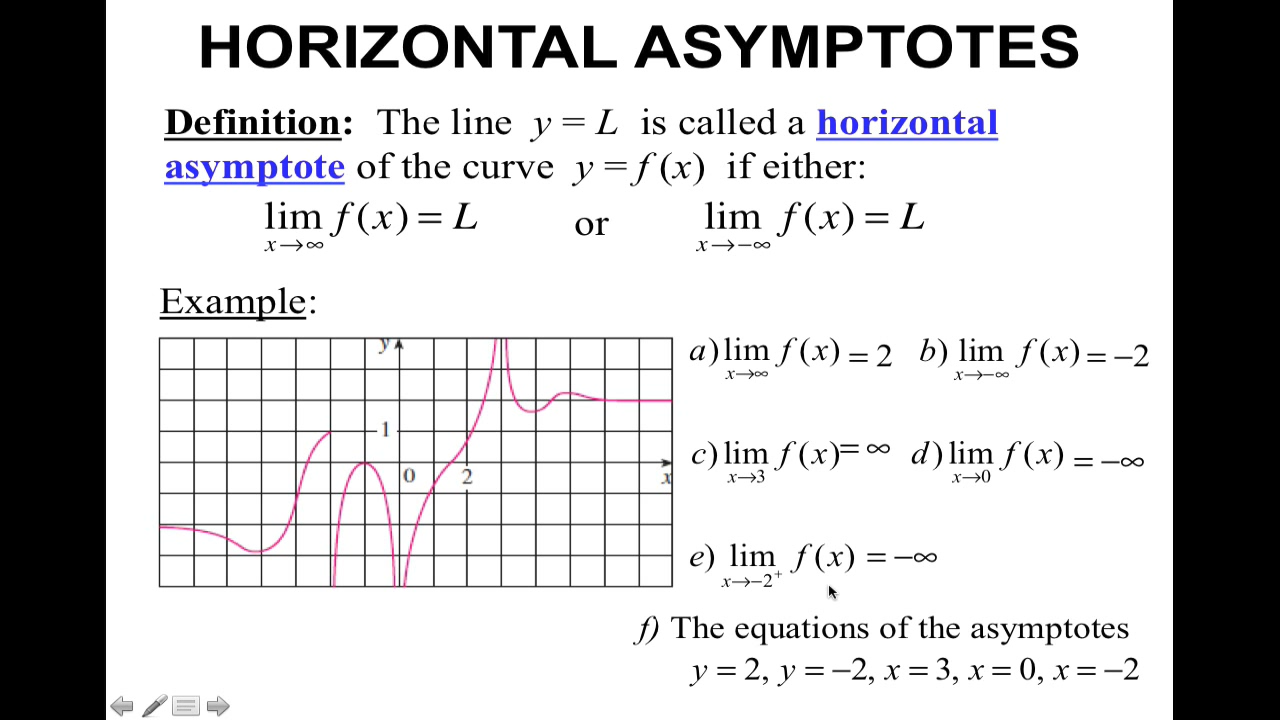 HORIZONTAL ASYMPTOTES
Definition: The line y = L is called a horizontal
asymptote of the curve y = f(x) if either:
lim f(x) = L or lim f(x) = L
x→∞ x→−∞
Example:
y
1
0 2 x
a) lim f(x) = 2 b) lim f(x) = −2
x→∞ x→−∞
c) lim f(x) = ∞ d) lim f(x) = −∞
x→3 x→0
e) lim f(x) = −∞
x→−2⁺
f) The equations of the asymptotes
y = 2, y = −2, x = 3, x = 0, x = −2